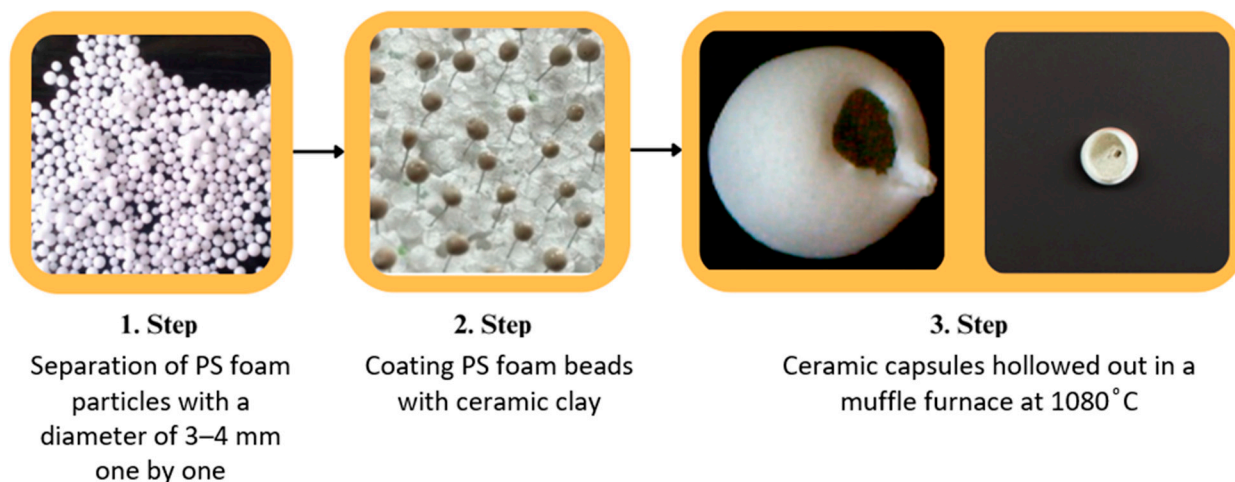 1. Step
Separation of PS foam
particles with a
diameter of 3–4 mm
one by one
2. Step
Coating PS foam beads
with ceramic clay
3. Step
Ceramic capsules hollowed out in a
muffle furnace at 1080˚C